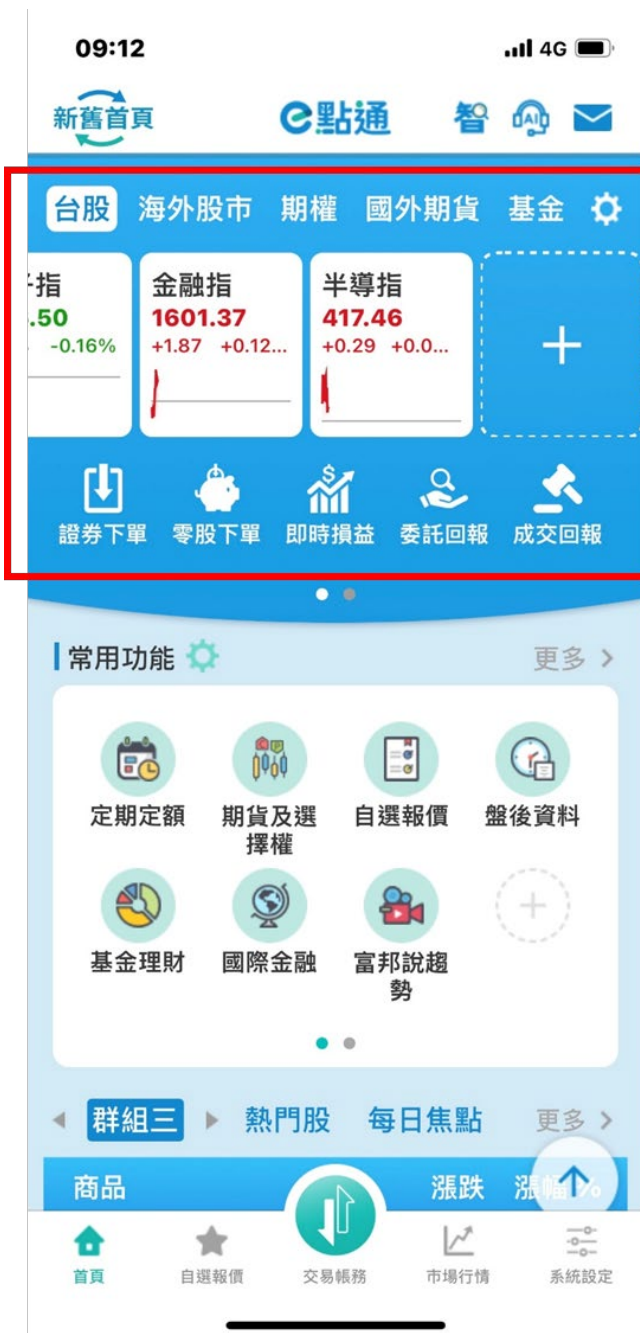 09:12
4G
新舊首頁
e點通
智
AI
台股 海外股市 期權 國外期貨 基金
子指
.50
-0.16%
金融指
1601.37
+1.87 +0.12...
半導指
417.46
+0.29 +0.0...
證券下單 零股下單 即時損益 委託回報 成交回報
常用功能
更多
定期定額
期貨及選
擇權
自選報價
盤後資料
基金理財
國際金融
富邦說趨
勢
群組三 熱門股 每日焦點 更多
商品 漲跌 漲幅%
首頁 自選報價 交易帳務 市場行情 系統設定